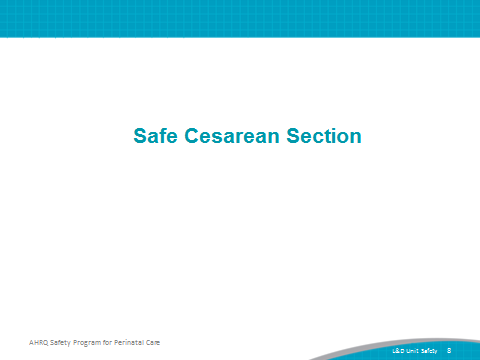 Safe Cesarean Section
AHRQ Safety Program for Perinatal Care
L&D Unit Safety 8